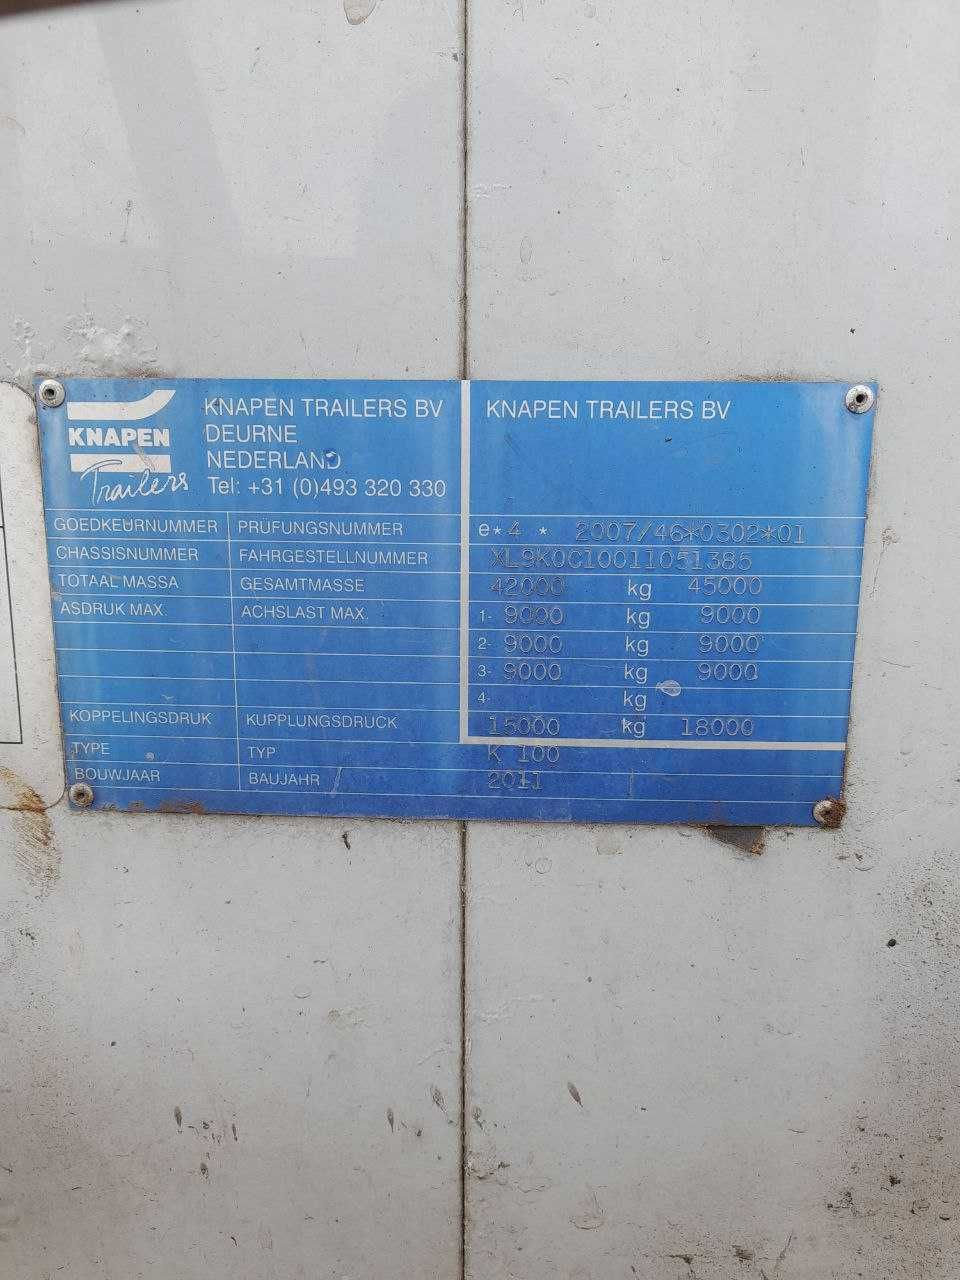 KNAPEN
Trailers
KNAPEN TRAILERS BV
DEURNE
NEDERLAND
Tel: +31 (0)493 320 330
KNAPEN TRAILERS BV
GOEDKEURNUMMER PRÜFUNGSNUMMER e* 4 * 2007/46*0302*01
CHASSISNUMMER FAHRGESTELLNUMMER XL9K0C10011051385
TOTAAL MASSA GESAMTMASSE 42000 kg 45000
ASDRUK MAX. ACHSLAST MAX. 1- 9000 kg 9000
2- 9000 kg 9000
3- 9000 kg 9000
4- kg
KOPPELINGSDRUK KUPPLUNGSDRUCK 15000 kg 18000
TYPE TYP K 100
BOUWJAAR BAUJAHR 2011